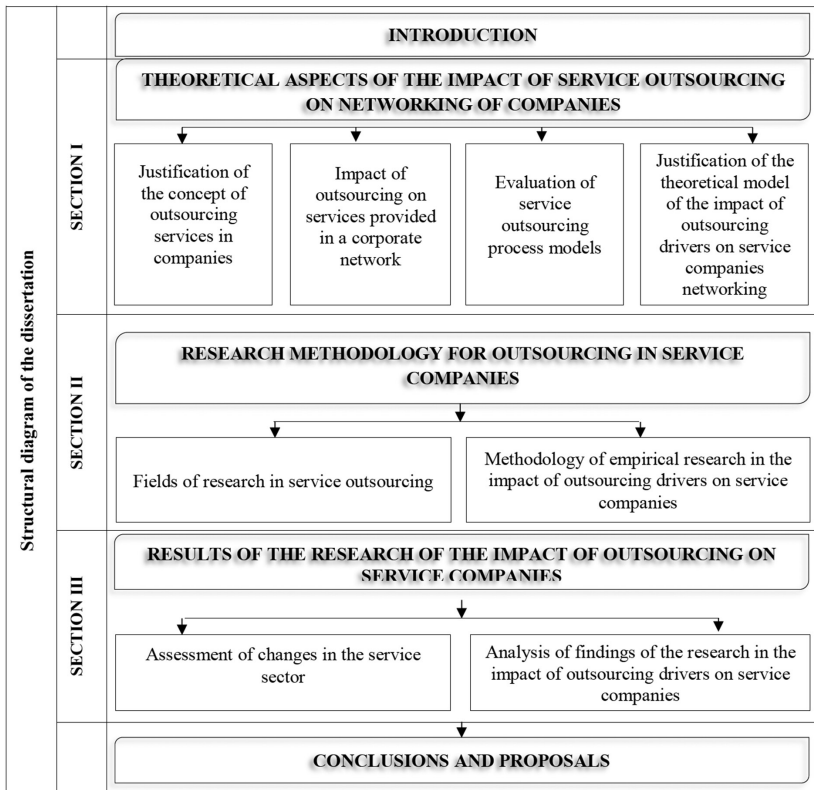 Structural diagram of the dissertation
INTRODUCTION
SECTION I
THEORETICAL ASPECTS OF THE IMPACT OF SERVICE OUTSOURCING
ON NETWORKING OF COMPANIES
Justification of
the concept of
outsourcing
services in
companies
Impact of
outsourcing on
services provided
in a corporate
network
Evaluation of
service
outsourcing
process models
Justification of the
theoretical model
of the impact of
outsourcing
drivers on service
companies
networking
SECTION II
RESEARCH METHODOLOGY FOR OUTSOURCING IN SERVICE
COMPANIES
Fields of research in service outsourcing
Methodology of empirical research in the
impact of outsourcing drivers on service
companies
SECTION III
RESULTS OF THE RESEARCH OF THE IMPACT OF OUTSOURCING ON
SERVICE COMPANIES
Assessment of changes in the service
sector
Analysis of findings of the research in the
impact of outsourcing drivers on service
companies
CONCLUSIONS AND PROPOSALS